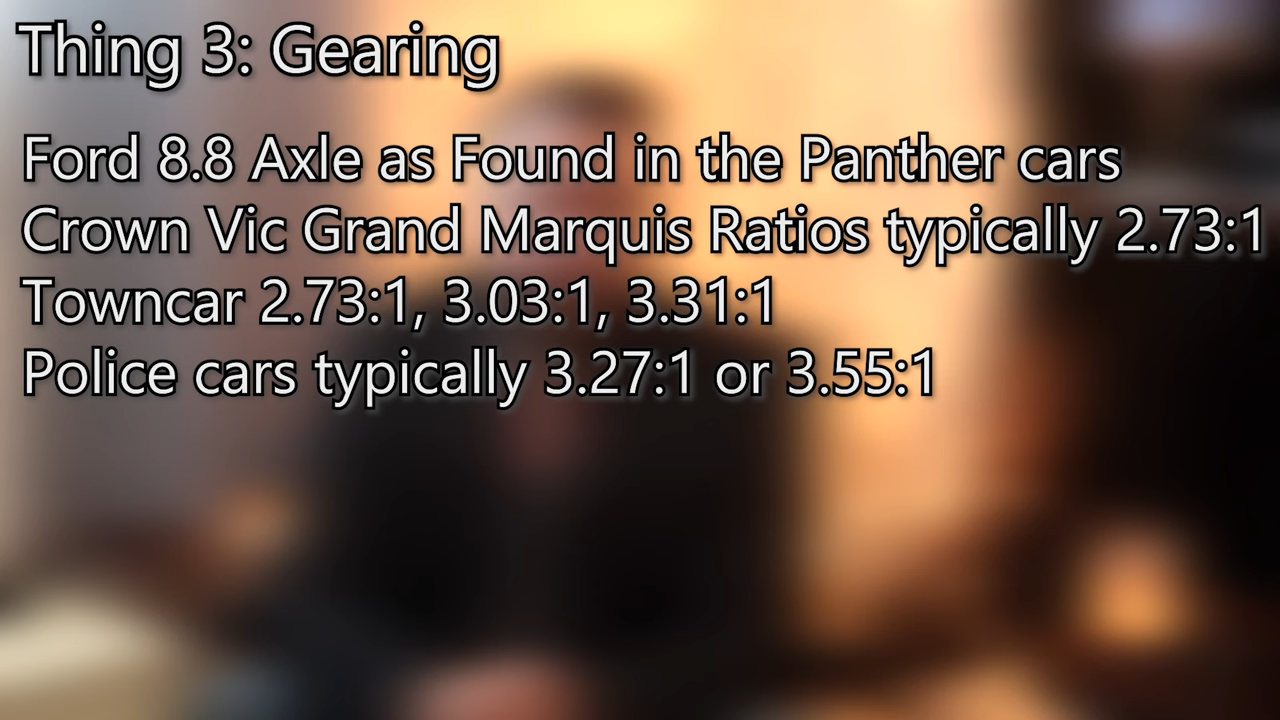 Thing 3: Gearing
Ford 8.8 Axle as Found in the Panther cars
Crown Vic Grand Marquis Ratios typically 2.73:1
Towncar 2.73:1, 3.03:1, 3.31:1
Police cars typically 3.27:1 or 3.55:1